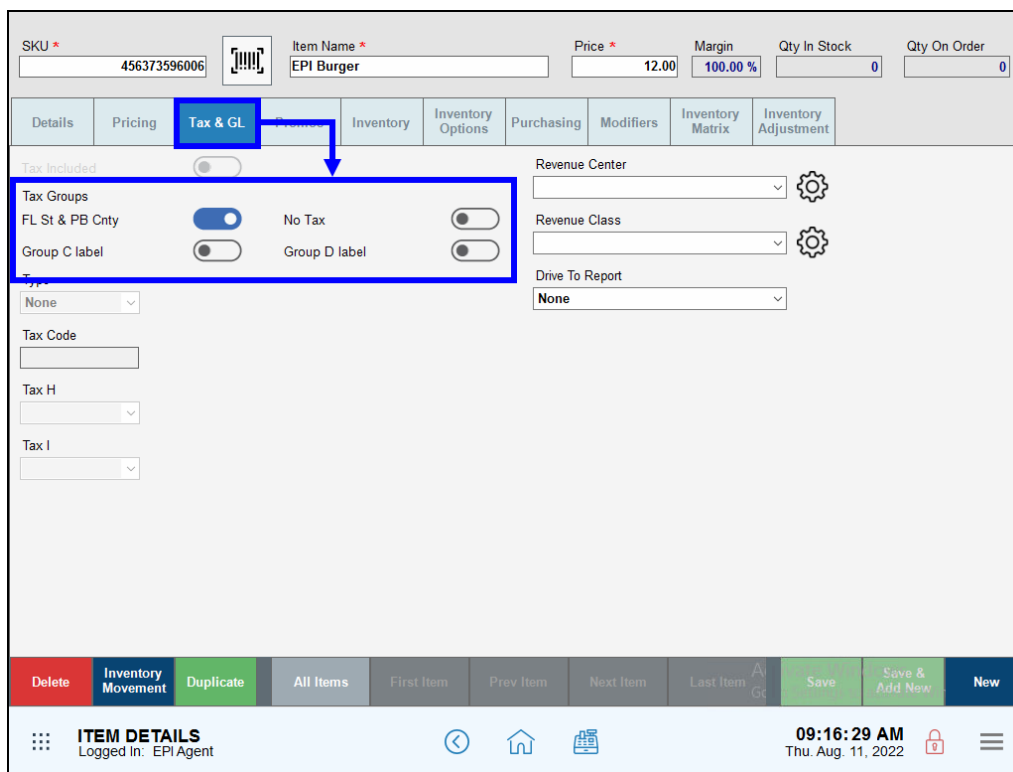 SKU * Item Name * Price * Margin Qty In Stock Qty On Order
456373596006 EPI Burger 12.00 100.00 % 0 0
Details Pricing Tax & GL Inventory Inventory Options Purchasing Modifiers Inventory Matrix Inventory Adjustment
Tax Included
Revenue Center
Tax Groups
FL St & PB Cnty No Tax
Revenue Class
Group C label Group D label
Type
Drive To Report
None
None
Tax Code
Tax H
Tax I
Delete Inventory Movement Duplicate All Items First Item Prev Item Next Item Last Item Save Save & Add New New
ITEM DETAILS
Logged In: EPI Agent
09:16:29 AM
Thu. Aug. 11, 2022